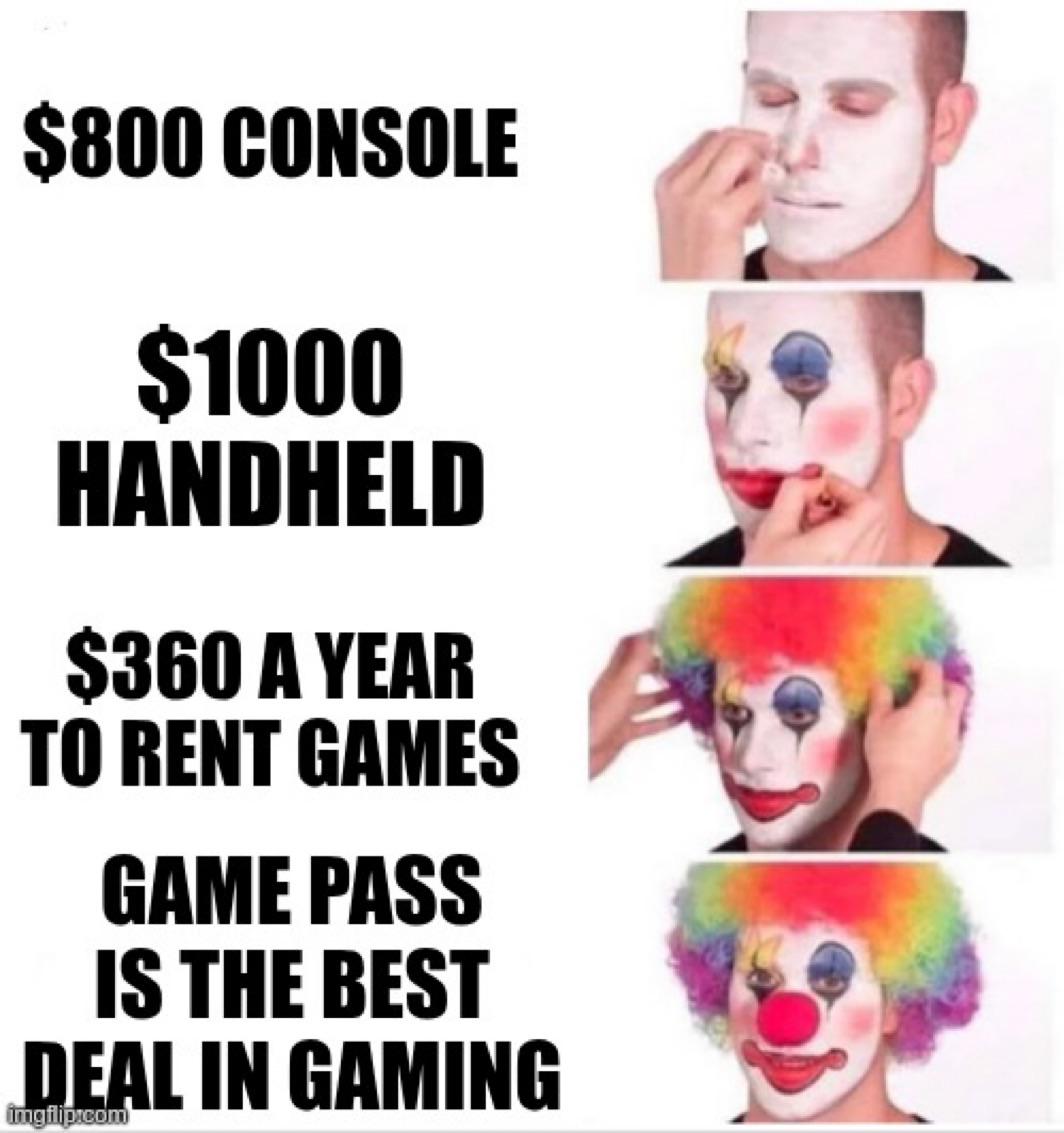 $800 CONSOLE
$1000
HANDHELD
$360 A YEAR
TO RENT GAMES
GAME PASS
IS THE BEST
DEAL IN GAMING
imgflip.com